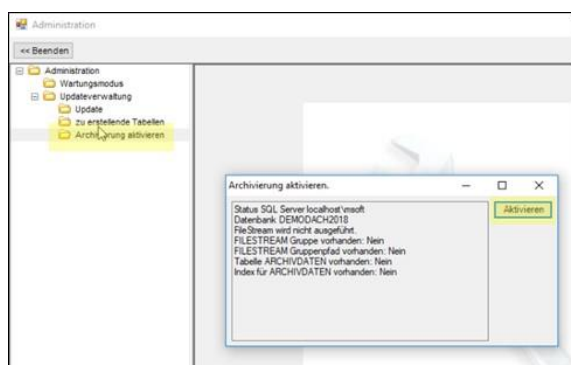 Administration
<< Beenden
Administration
Wartungsmodus
Updateverwaltung
Update
zu erstellende Tabellen
Archivierung aktivieren
Archivierung aktivieren.
Aktivieren
Status SQL Server localhost\msoft
Datenbank DEMODACH2018
FileStream wird nicht ausgeführt.
FILESTREAM Gruppe vorhanden: Nein
FILESTREAM Gruppenpfad vorhanden: Nein
Tabelle ARCHIVDATEN vorhanden: Nein
Index für ARCHIVDATEN vorhanden: Nein